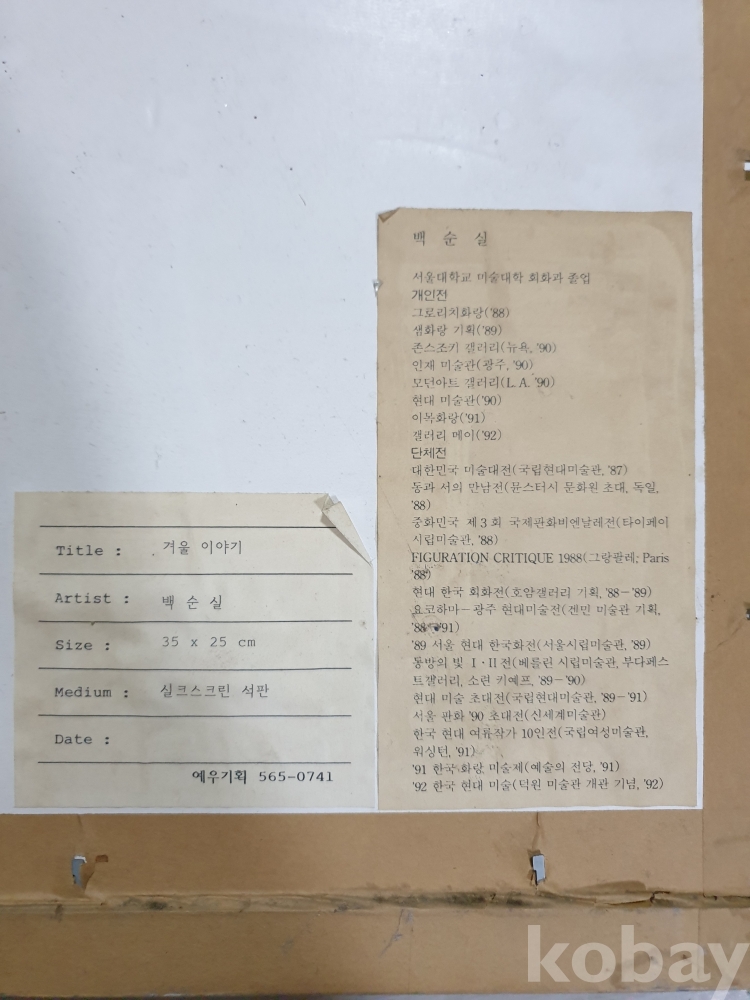 백 순 실
서울대학교 미술대학 회화과 졸업
개인전
그로리치화랑('88)
샘화랑 기획('89)
존스조키 갤러리(뉴욕, '90)
인재 미술관(광주, '90)
모던아트 갤러리(L.A. '90)
현대 미술관('90)
이목화랑('91)
갤러리 메이('92)
단체전
대한민국 미술대전(국립현대미술관, '87)
동과 서의 만남전(뮨스터시 문화원 초대, 독일,
'88)
중화민국 제3회 국제판화비엔날레전(타이페이
시립미술관, '88)
FIGURATION CRITIQUE 1988(그랑팔레; Paris
'88)
현대 한국 회화전(호암갤러리 기획, '88-'89)
요코하마-광주 현대미술전(겐민 미술관 기획,
'88 '91)
'89 서울 현대 한국화전(서울시립미술관, '89)
동방의 빛 I·II전(베를린 시립미술관, 부다페스
트갤러리, 소련 키예프, '89-'90)
현대 미술 초대전(국립현대미술관, '89-'91)
서울 판화 '90 초대전(신세계미술관)
한국 현대 여류작가 10인전(국립여성미술관,
워싱턴, '91)
'91 한국 화랑 미술제(예술의 전당, '91)
'92 한국 현대 미술(덕원 미술관 개관 기념, '92)
Title : 겨울 이야기
Artist : 백 순 실
Size : 35 x 25 cm
Medium : 실크스크린 석판
Date :
예우기획 565-0741
kobay